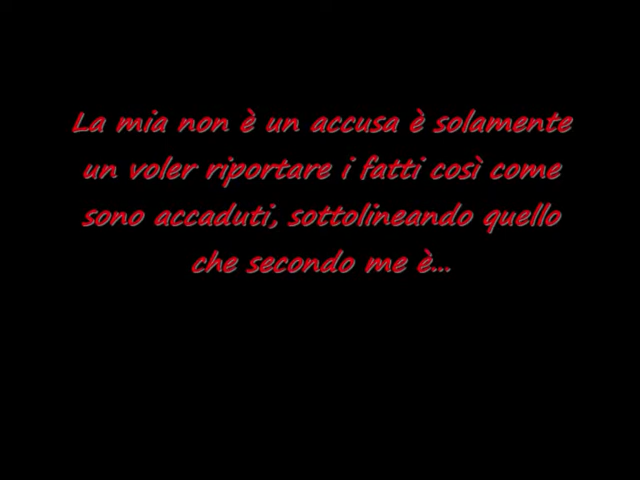 La mia non è un accusa è solamente
un voler riportare i fatti così come
sono accaduti, sottolineando quello
che secondo me è...